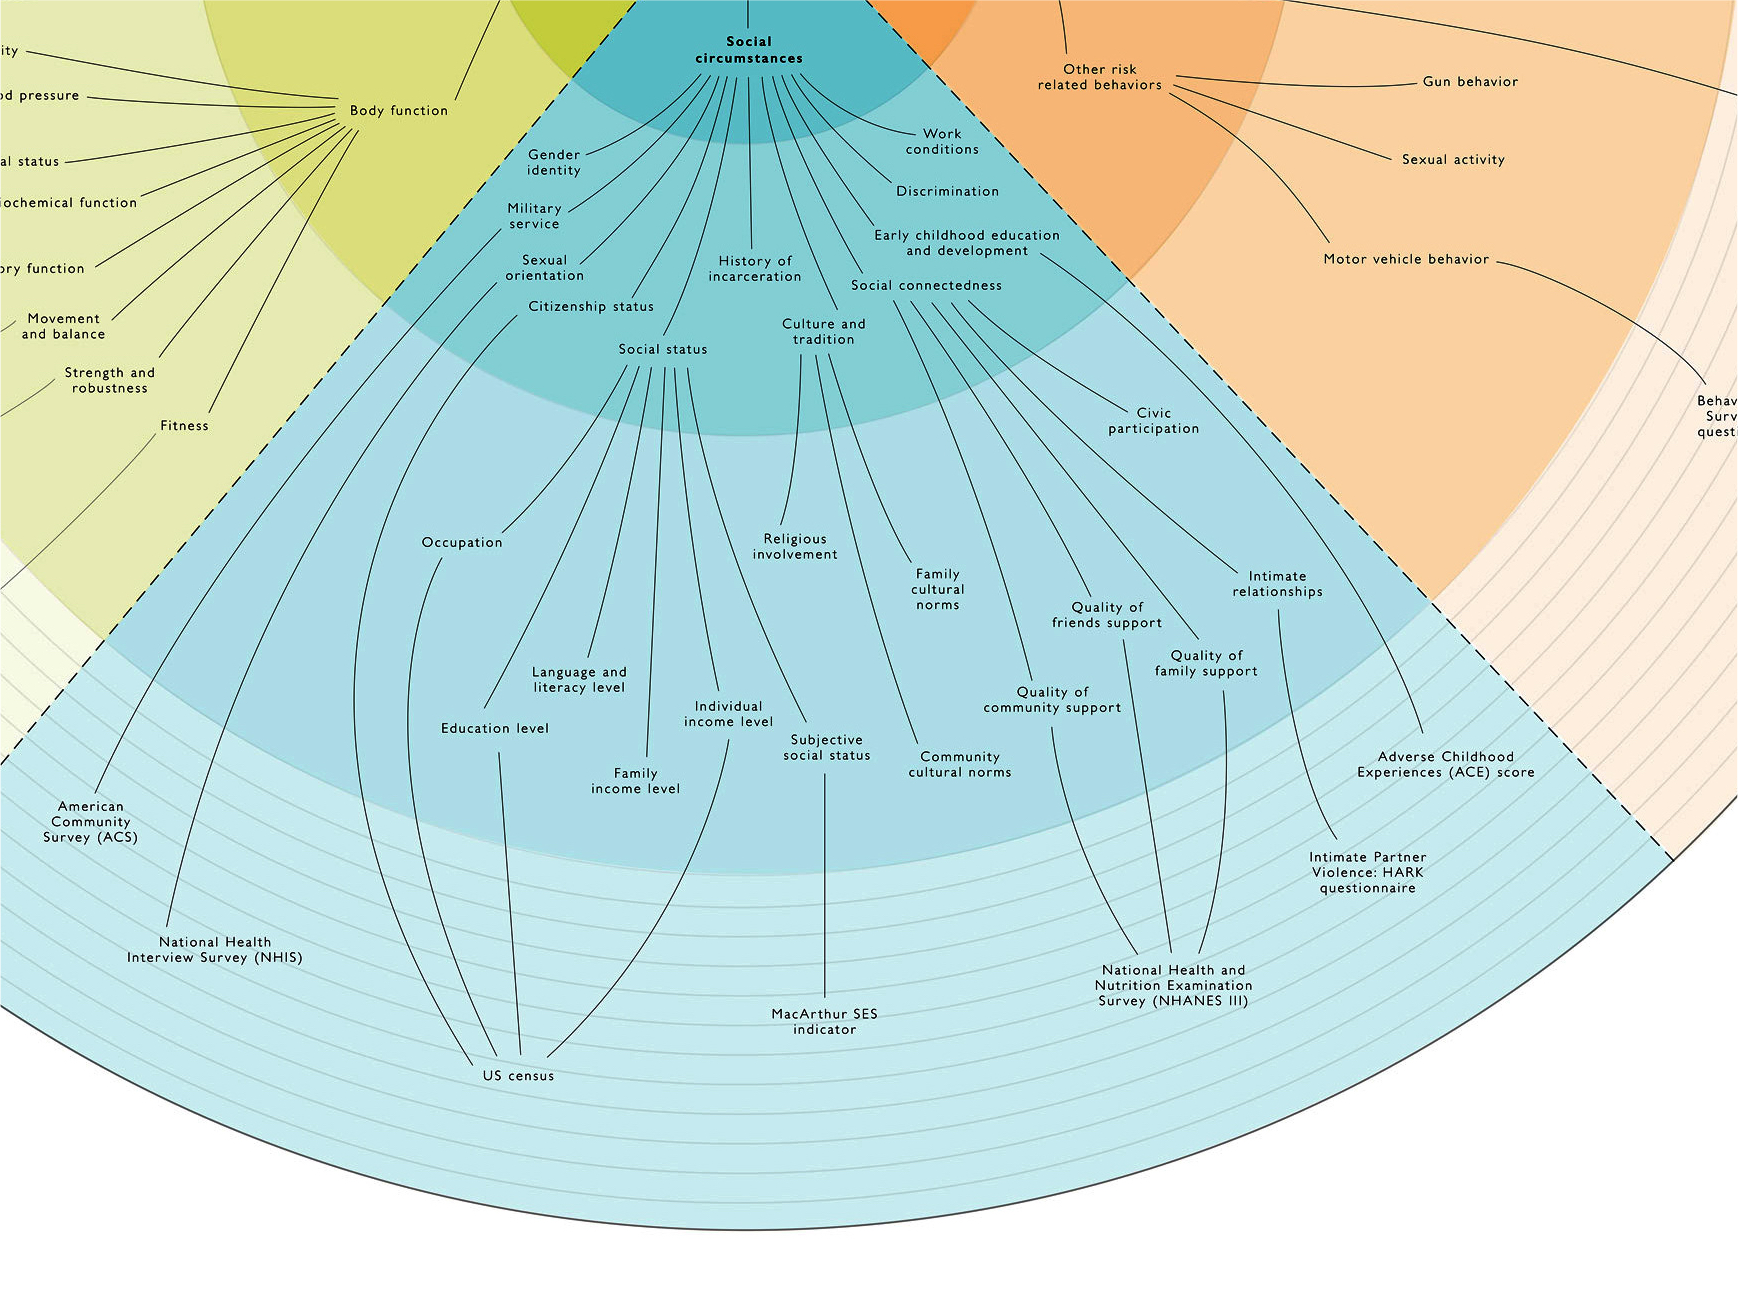 Social
circumstances
ity
od pressure
al status
iochemical function
ory function
Movement
and balance
Strength and
robustness
Fitness
Body function
Gender
identity
Military
service
Sexual
orientation
Citizenship status
Social status
History of
incarceration
Culture and
tradition
Social connectedness
Early childhood education
and development
Discrimination
Work
conditions
Other risk
related behaviors
Gun behavior
Sexual activity
Motor vehicle behavior
Behav
Surv
questi
Civic
participation
Occupation
Religious
involvement
Family
cultural
norms
Intimate
relationships
Quality of
friends support
Quality of
family support
Quality of
community support
Language and
literacy level
Education level
Individual
income level
Family
income level
Subjective
social status
Community
cultural norms
Adverse Childhood
Experiences (ACE) score
American
Community
Survey (ACS)
Intimate Partner
Violence: HARK
questionnaire
National Health
Interview Survey (NHIS)
National Health and
Nutrition Examination
Survey (NHANES III)
MacArthur SES
indicator
US census